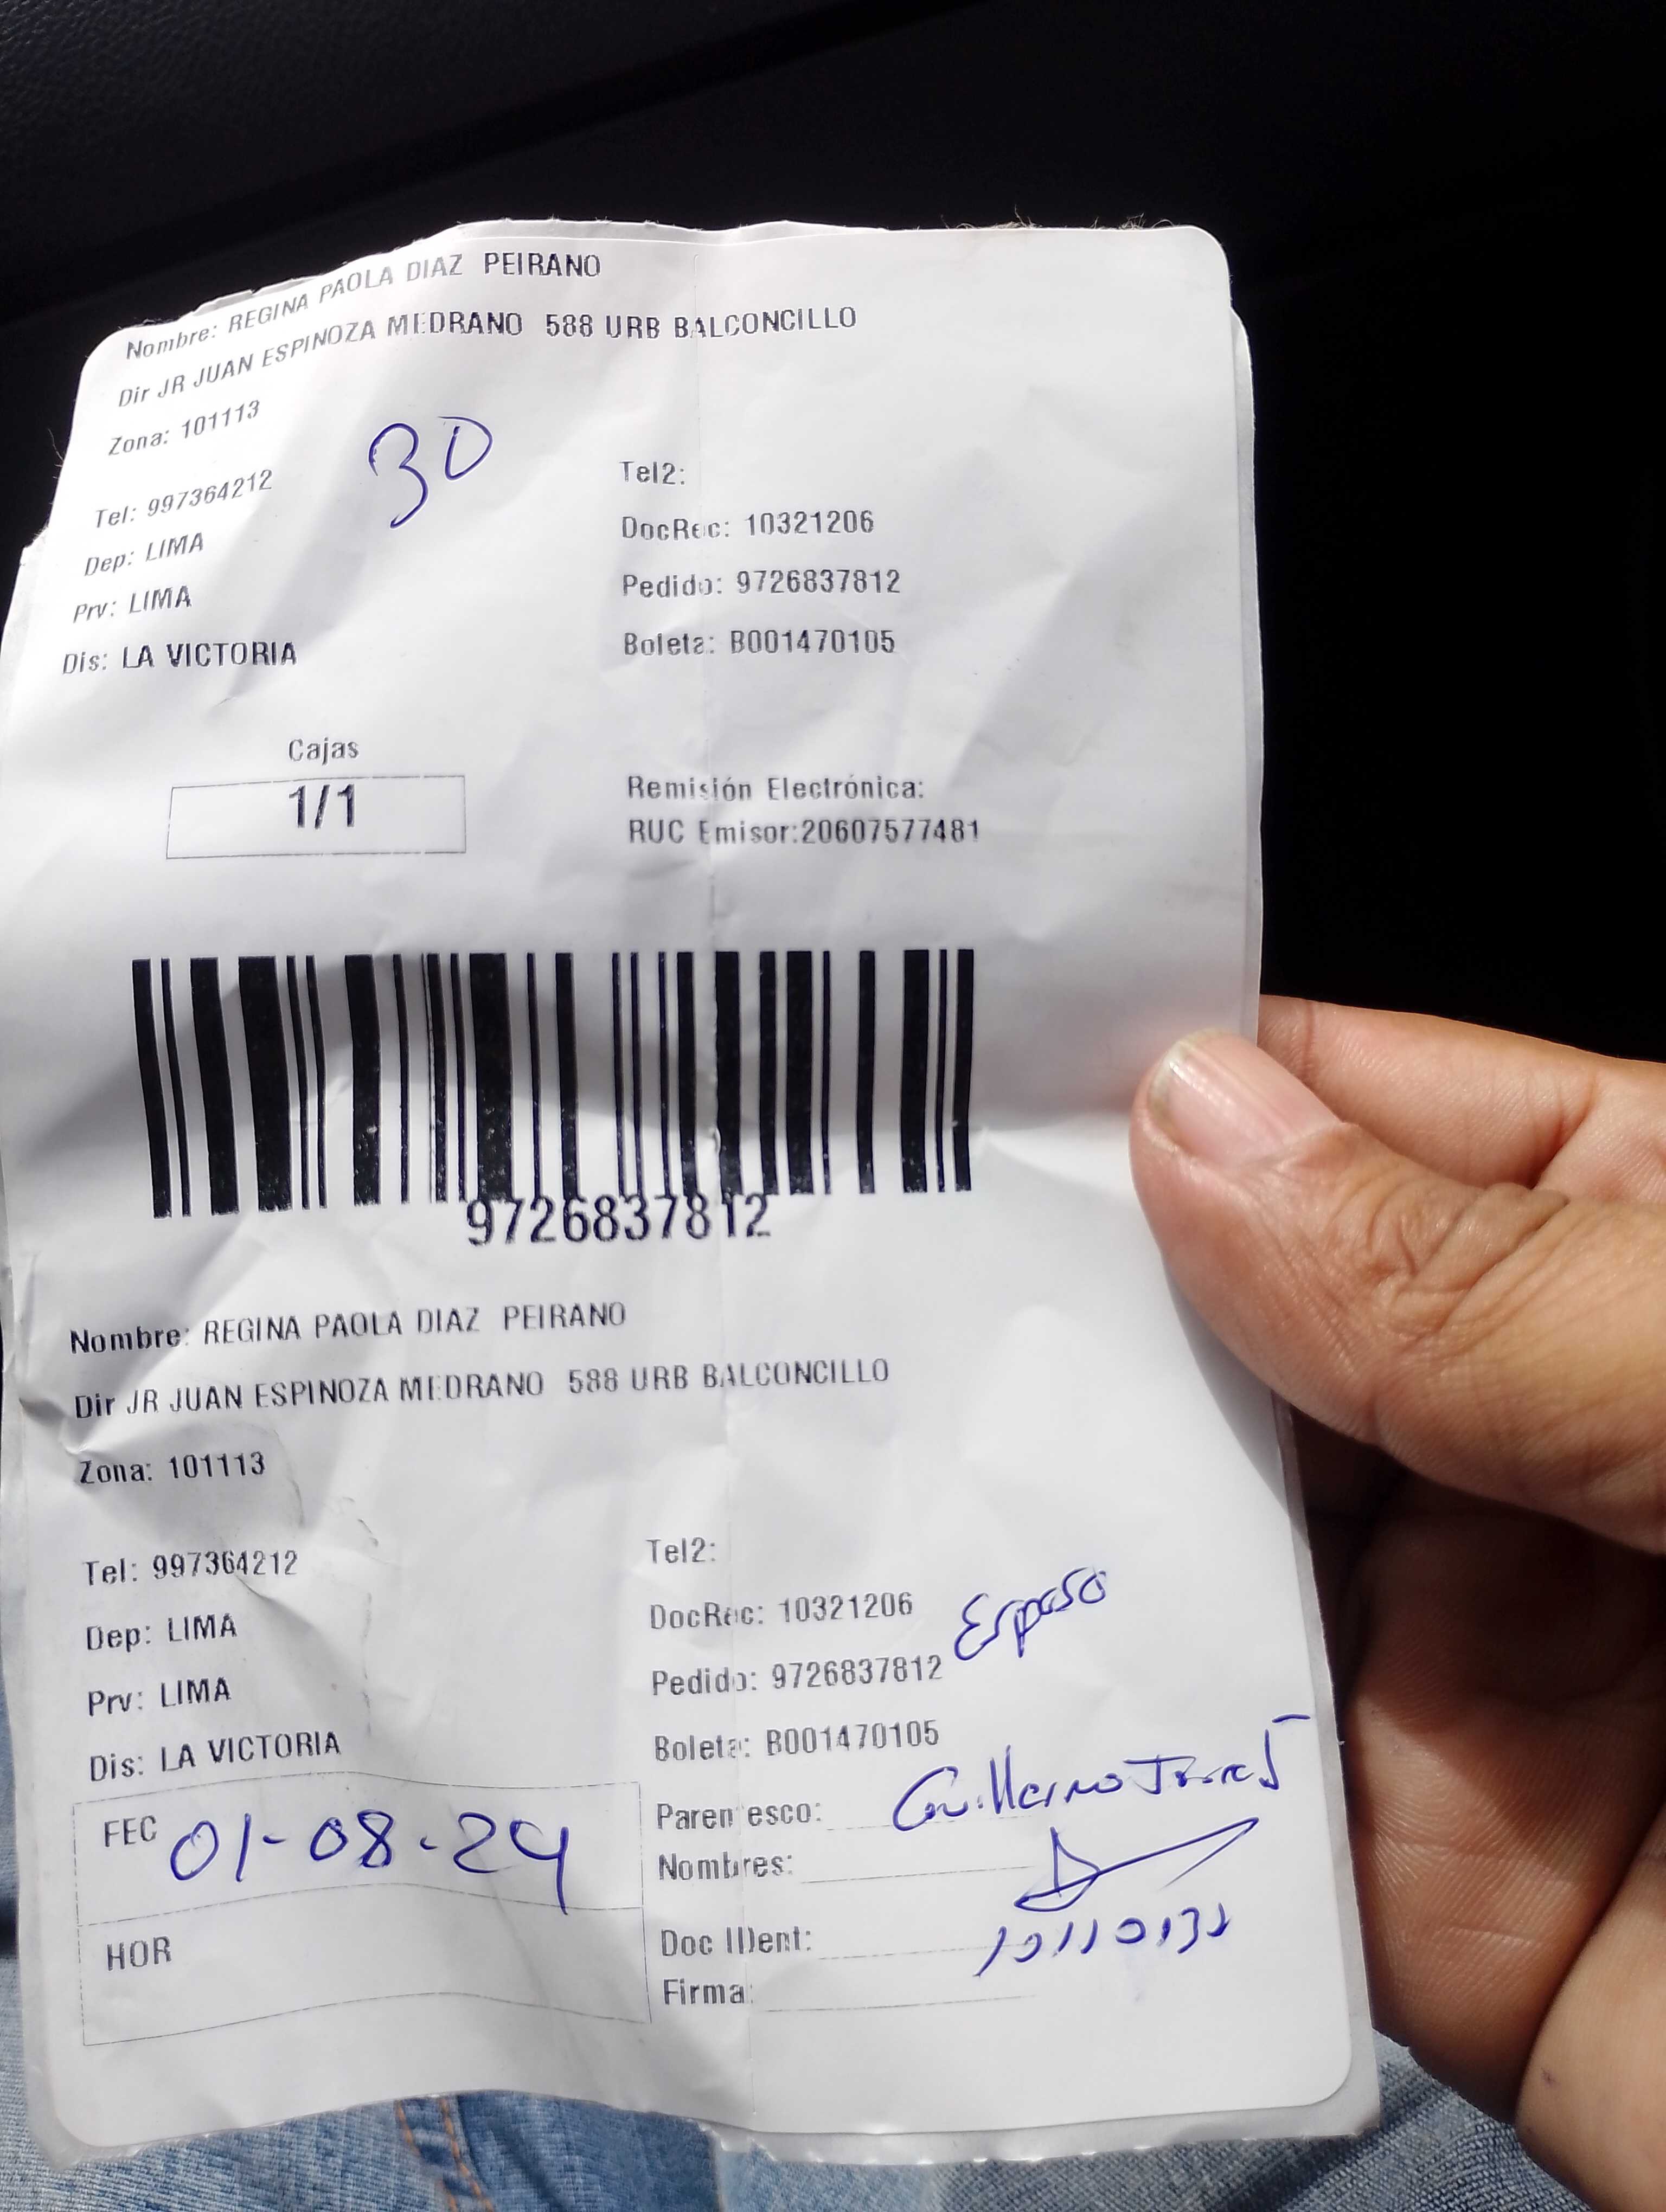 Nombre: REGINA PAOLA DIAZ PEIRANO
Dir JR JUAN ESPINOZA MEDRANO 588 URB BALCONCILLO
Zona: 101113
30
Tel: 997364212
Tel2:
Dep: LIMA
DocRec: 10321206
Prv: LIMA
Pedido: 9726837812
Dis: LA VICTORIA
Boleta: B001470105
Cajas
1/1
Remisión Electrónica:
RUC Emisor:20607577481
9726837812
Nombre: REGINA PAOLA DIAZ PEIRANO
Dir JR JUAN ESPINOZA MEDRANO 588 URB BALCONCILLO
Zona: 101113
Tel: 997364212
Tel2:
Dep: LIMA
DocRec: 10321206
Esposo
Prv: LIMA
Pedido: 9726837812
Dis: LA VICTORIA
Boleta: B001470105
FEC 01-08-24
Parentesco: Guillermo Torres
Nombres:
HOR
Doc IDent:
Firma: